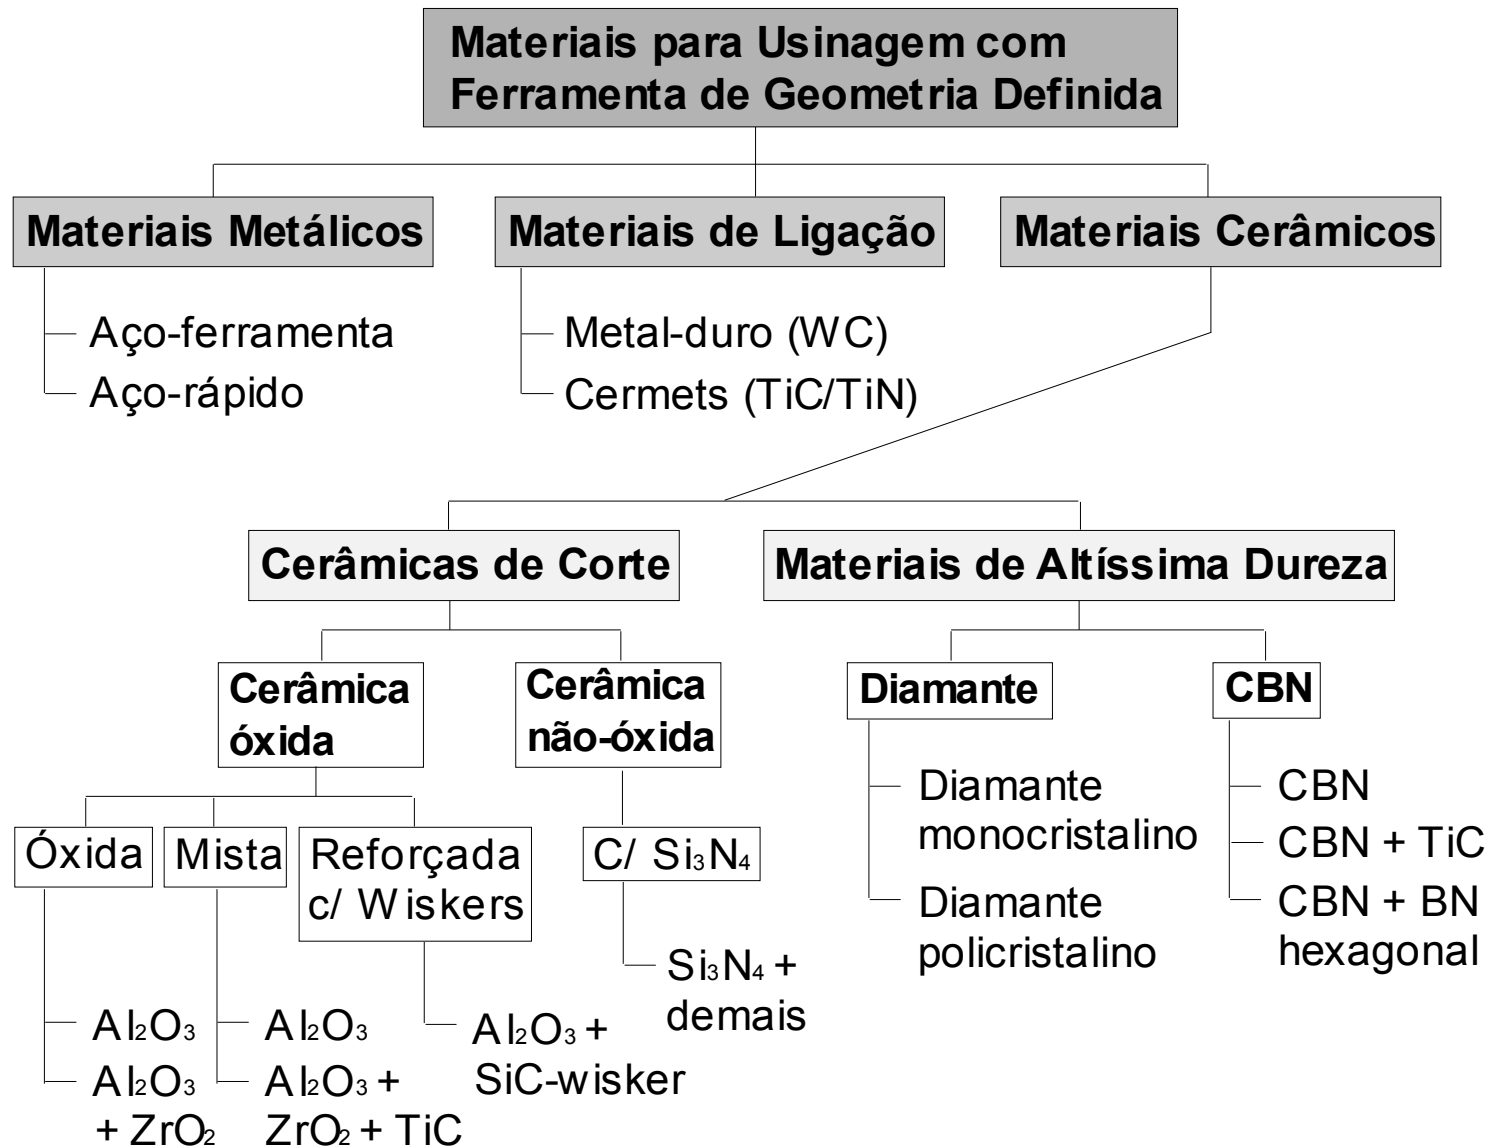 Materiais para Usinagem com
Ferramenta de Geometria Definida
Materiais Metálicos
Materiais de Ligação
Materiais Cerâmicos
Aço-ferramenta
Aço-rápido
Metal-duro (WC)
Cermets (TiC/TiN)
Cerâmicas de Corte
Materiais de Altíssima Dureza
Cerâmica
óxida
Cerâmica
não-óxida
Diamante
CBN
Diamante
monocristalino
Diamante
policristalino
CBN
CBN + TiC
CBN + BN
hexagonal
Óxida
Mista
Reforçada
c/ Wiskers
C/ Si₃N₄
Si₃N₄ +
demais
Al₂O₃
Al₂O₃
+ ZrO₂
Al₂O₃
Al₂O₃ +
ZrO₂ + TiC
Al₂O₃ +
SiC-wisker